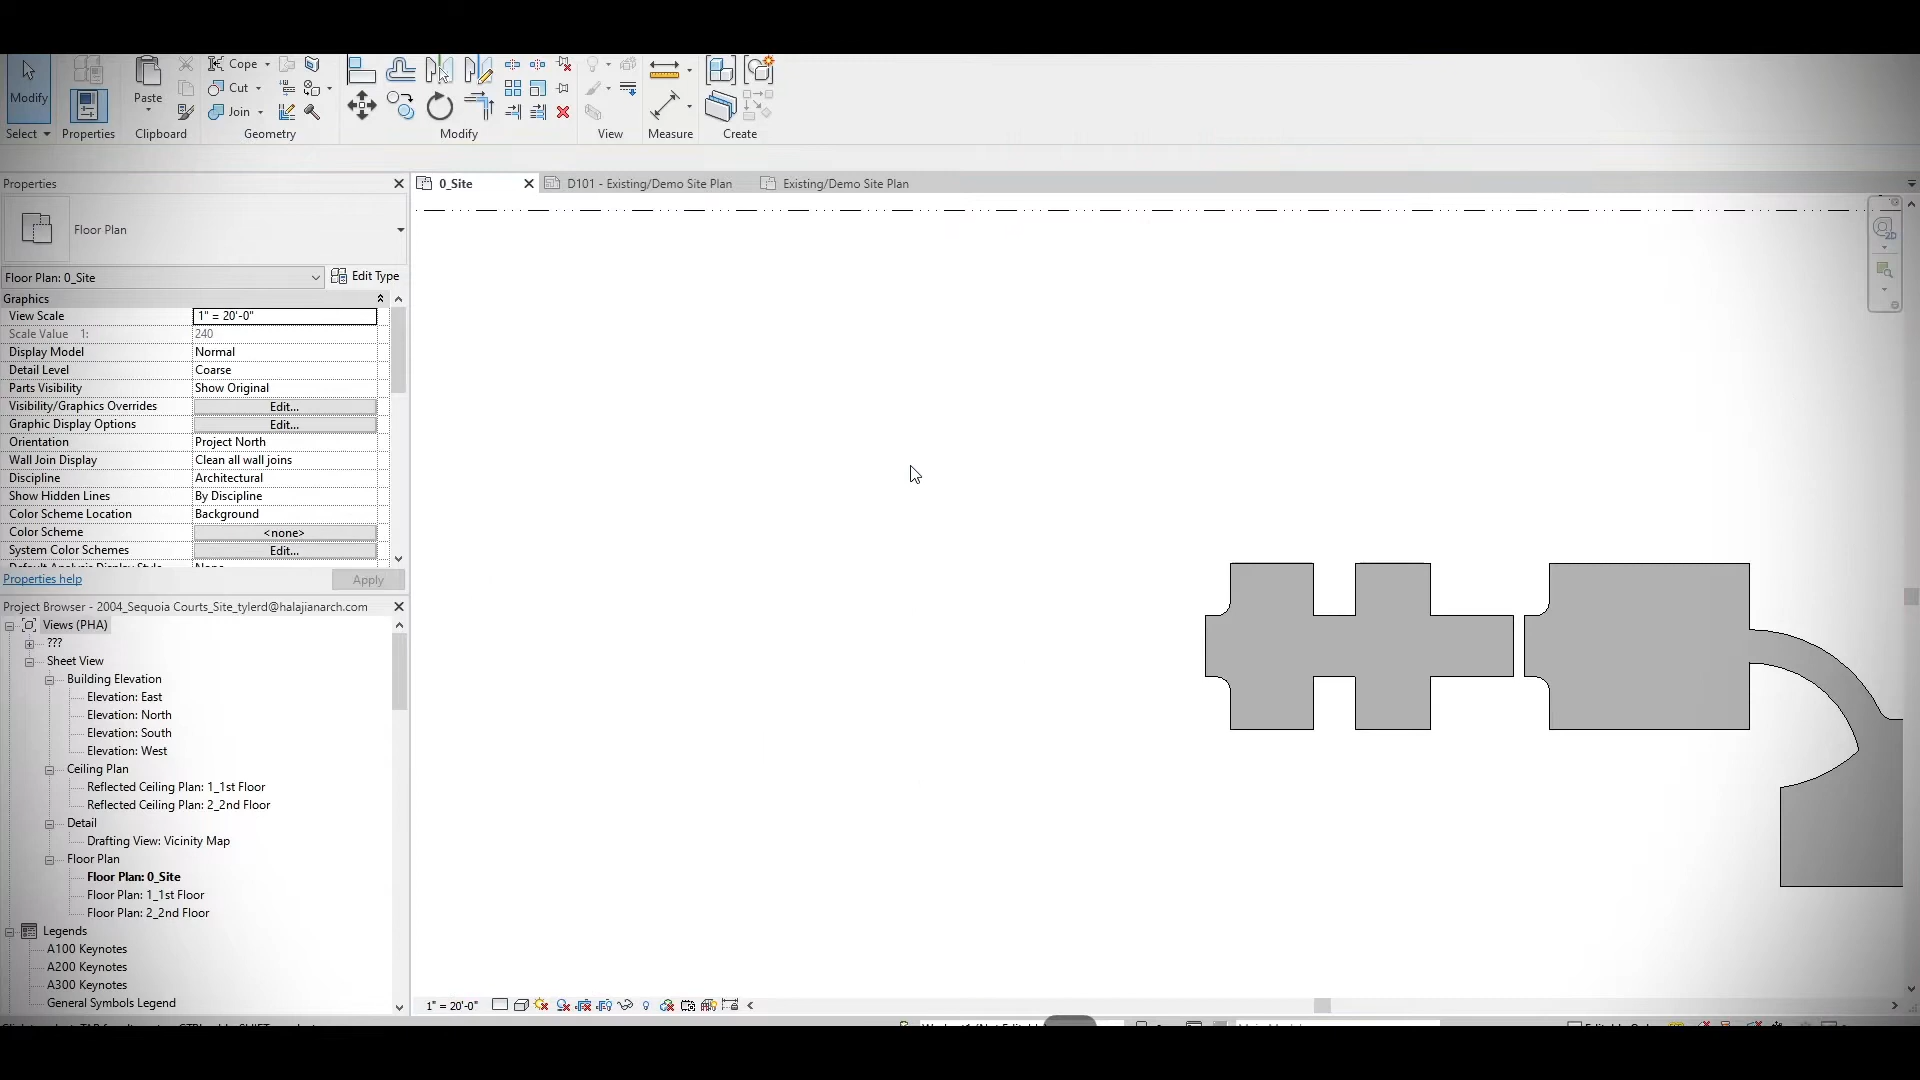 Cope
Cut
Join
Modify
Paste
Select
Properties
Clipboard
Geometry
Modify
View
Measure
Create
Properties
0_Site
D101 - Existing/Demo Site Plan
Existing/Demo Site Plan
2D
Floor Plan
Floor Plan: 0_Site
Edit Type
Graphics
View Scale
1" = 20'-0"
Scale Value 1:
240
Display Model
Normal
Detail Level
Coarse
Parts Visibility
Show Original
Visibility/Graphics Overrides
Edit...
Graphic Display Options
Edit...
Orientation
Project North
Wall Join Display
Clean all wall joins
Discipline
Architectural
Show Hidden Lines
By Discipline
Color Scheme Location
Background
Color Scheme
<none>
System Color Schemes
Edit...
Properties help
Apply
Project Browser - 2004_Sequoia Courts_Site_tylerd@halajianarch.com
Views (PHA)
???
Sheet View
Building Elevation
Elevation: East
Elevation: North
Elevation: South
Elevation: West
Ceiling Plan
Reflected Ceiling Plan: 1_1st Floor
Reflected Ceiling Plan: 2_2nd Floor
Detail
Drafting View: Vicinity Map
Floor Plan
Floor Plan: 0_Site
Floor Plan: 1_1st Floor
Floor Plan: 2_2nd Floor
Legends
A100 Keynotes
A200 Keynotes
A300 Keynotes
General Symbols Legend
1" = 20'-0"